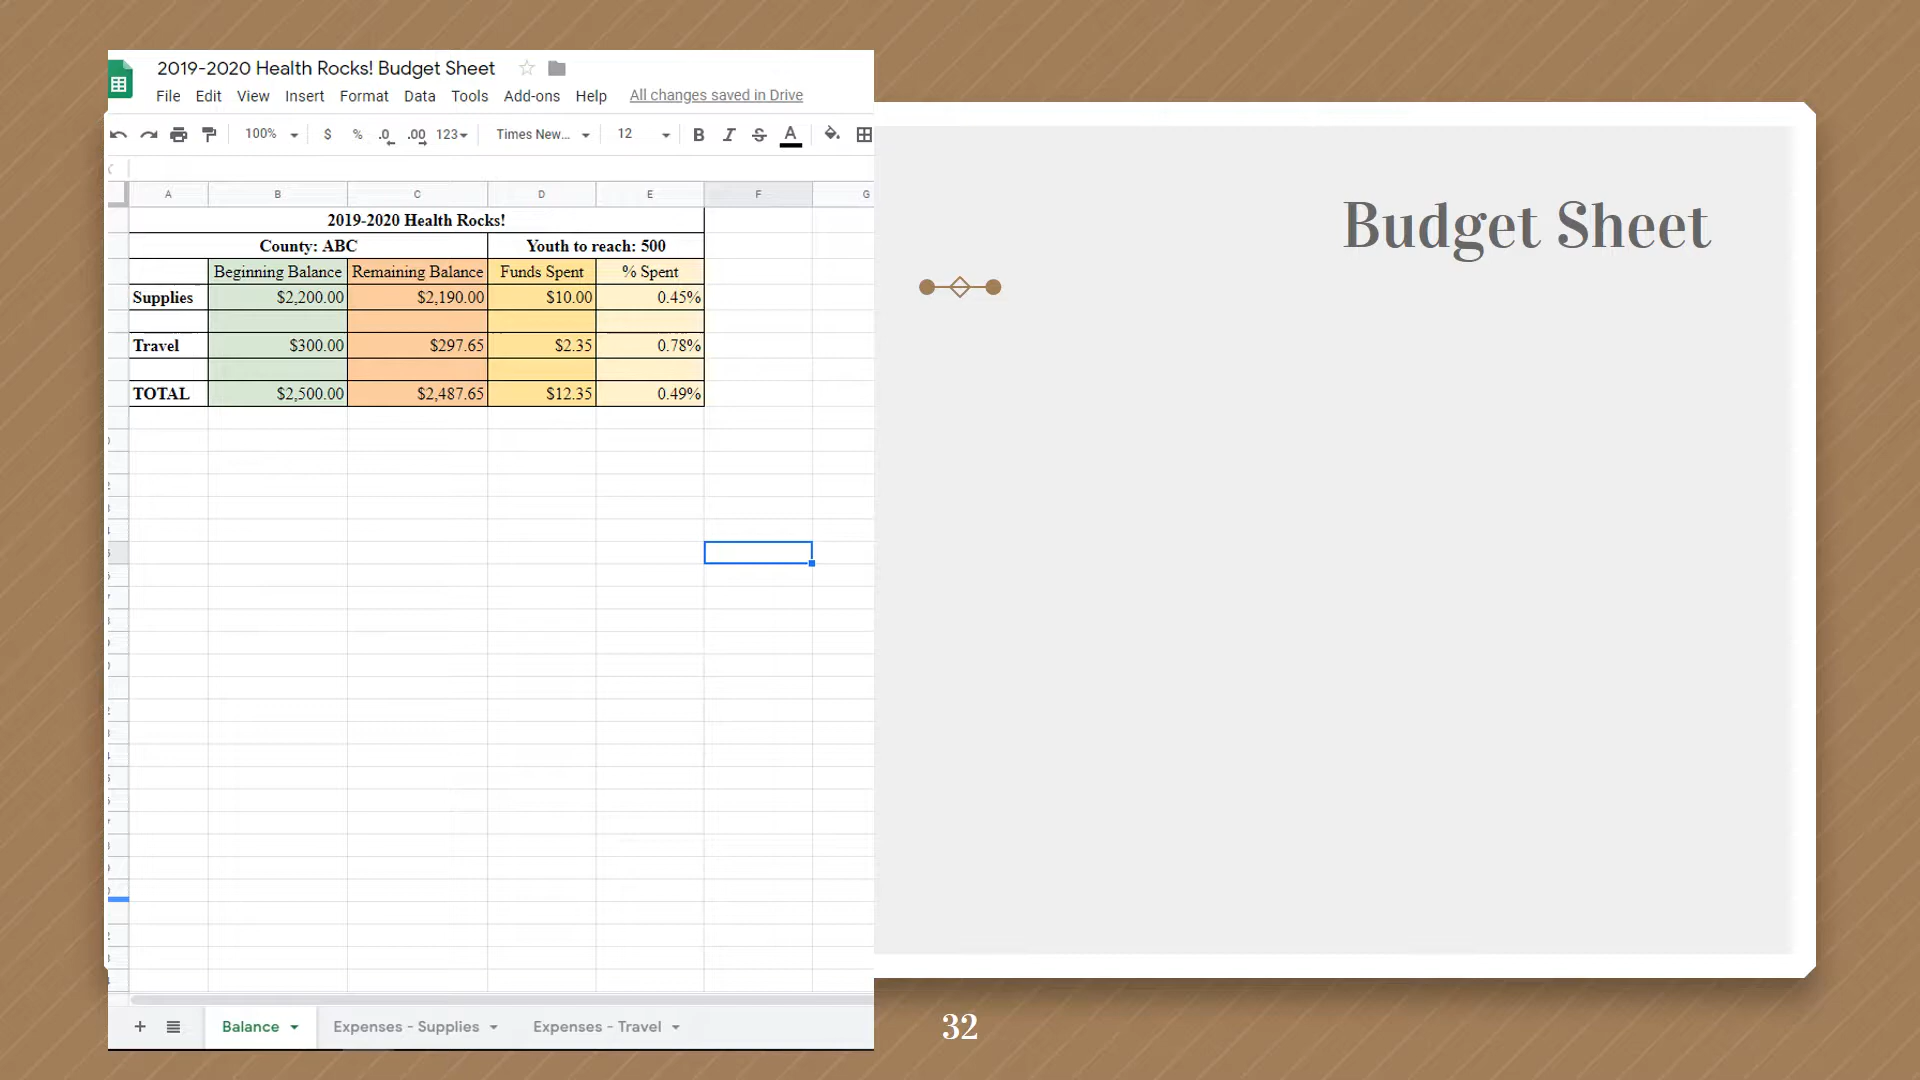 2019-2020 Health Rocks! Budget Sheet
File Edit View Insert Format Data Tools Add-ons Help All changes saved in Drive
100% $ % .0 .00 123 Times New... 12 B I S A
A B C D E F G
2019-2020 Health Rocks!
County: ABC Youth to reach: 500
Beginning Balance Remaining Balance Funds Spent % Spent
Supplies $2,200.00 $2,190.00 $10.00 0.45%
Travel $300.00 $297.65 $2.35 0.78%
TOTAL $2,500.00 $2,487.65 $12.35 0.49%
Balance Expenses - Supplies Expenses - Travel
Budget Sheet
32